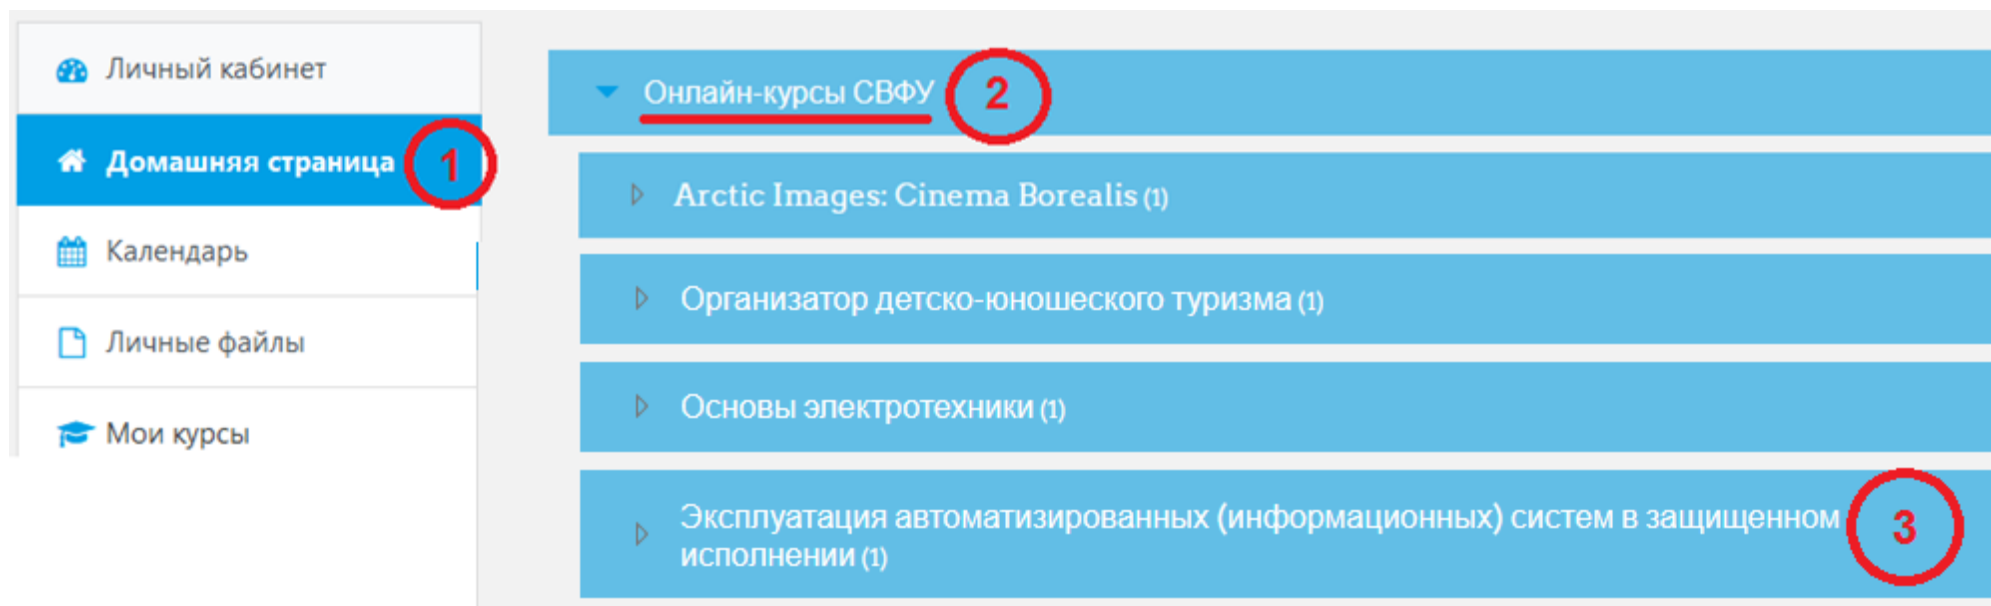 Личный кабинет
Домашняя страница 1
Календарь
Личные файлы
Мои курсы
Онлайн-курсы СВФУ 2
Arctic Images: Cinema Borealis (1)
Организатор детско-юношеского туризма (1)
Основы электротехники (1)
Эксплуатация автоматизированных (информационных) систем в защищенном 3
исполнении (1)